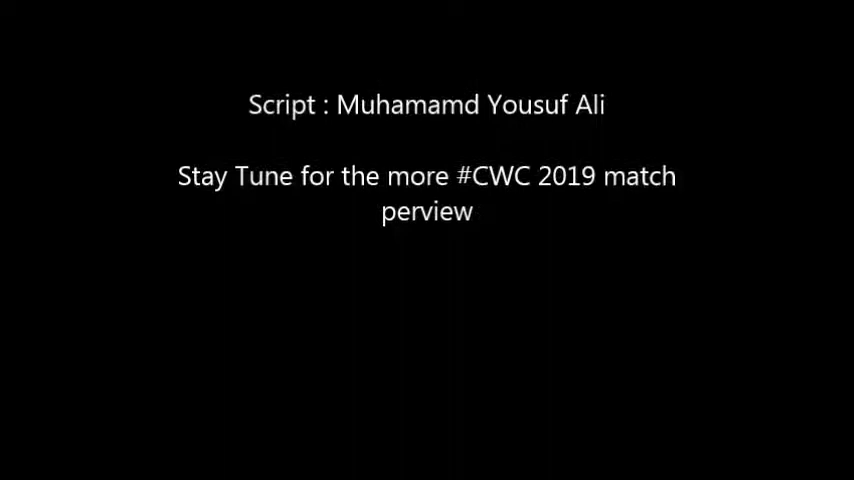 Script : Muhamamd Yousuf Ali
Stay Tune for the more #CWC 2019 match
perview